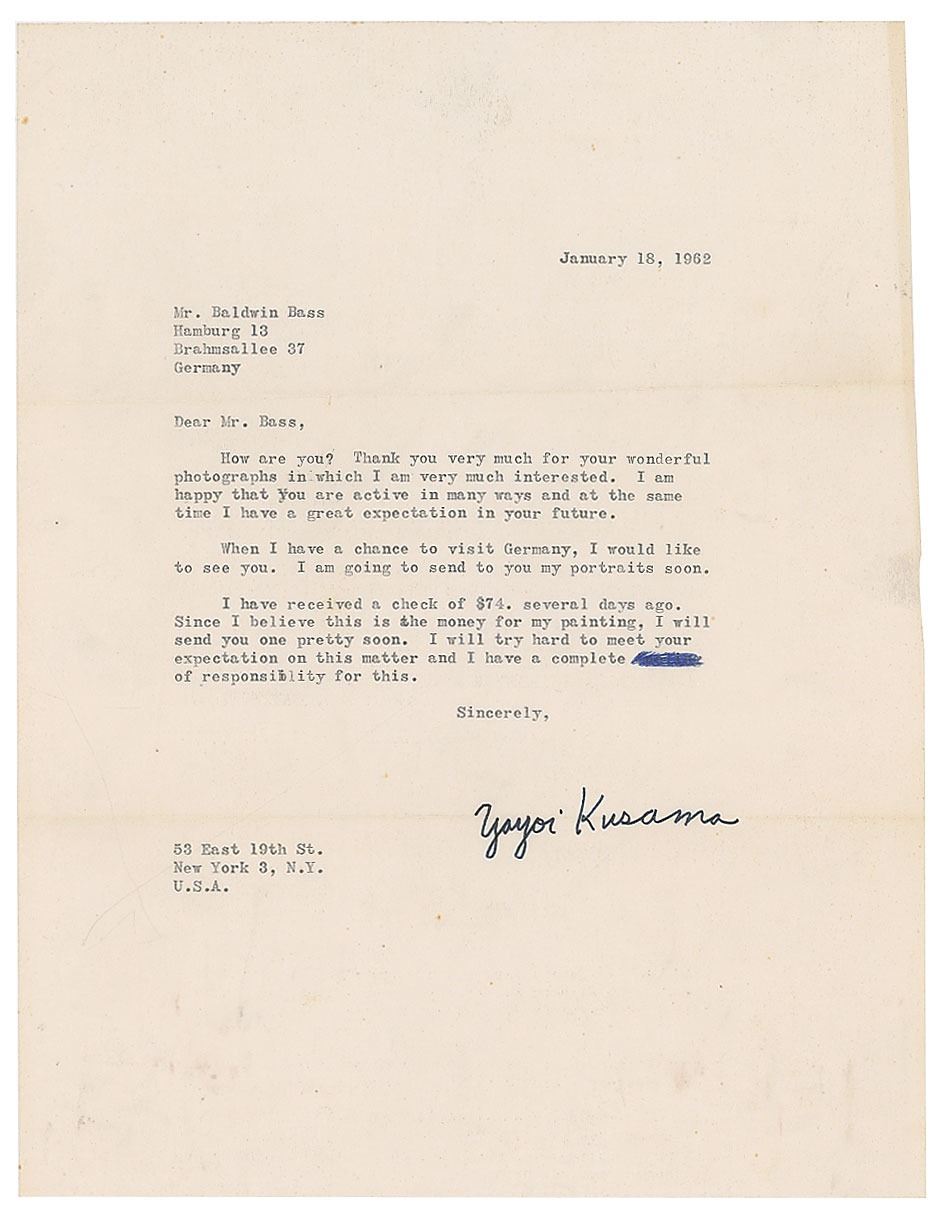 January 18, 1962
Mr. Baldwin Bass
Hamburg 13
Brahmsallee 37
Germany
Dear Mr. Bass,
How are you? Thank you very much for your wonderful
photographs in which I am very much interested. I am
happy that you are active in many ways and at the same
time I have a great expectation in your future.
When I have a chance to visit Germany, I would like
to see you. I am going to send to you my portraits soon.
I have received a check of $74. several days ago.
Since I believe this is the money for my painting, I will
send you one pretty soon. I will try hard to meet your
expectation on this matter and I have a complete
of responsiblity for this.
Sincerely,
Yayoi Kusama
53 East 19th St.
New York 3, N.Y.
U.S.A.